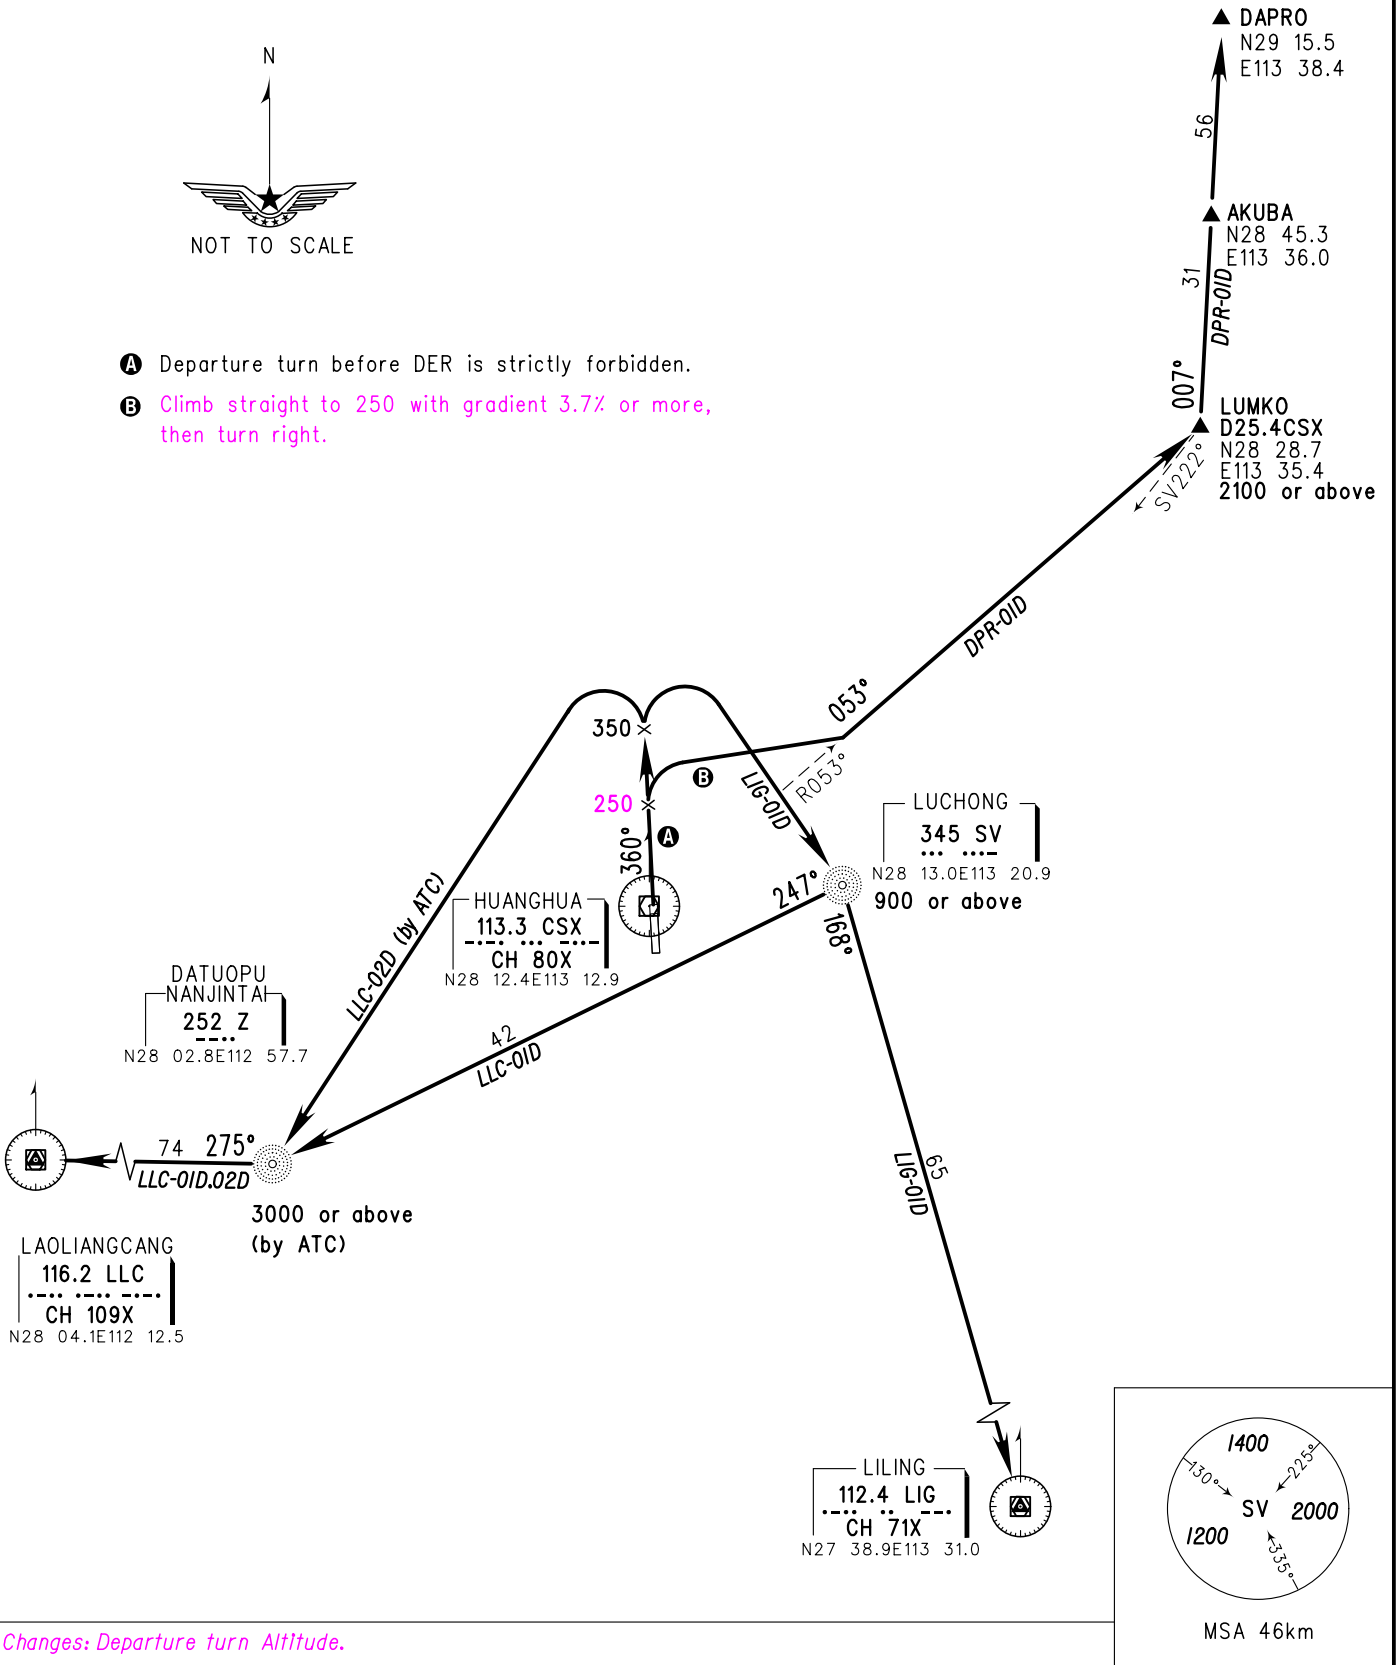 DAPRO
N29 15.5
E113 38.4
N
NOT TO SCALE
56
AKUBA
N28 45.3
E113 36.0
31
DPR-01D
007°
A Departure turn before DER is strictly forbidden.
B Climb straight to 250 with gradient 3.7% or more,
then turn right.
LUMKO
D25.4CSX
N28 28.7
E113 35.4
2100 or above
SV222°
DPR-01D
053°
350
B
R053°
LIG-01D
250
A
360°
LUCHONG
345 SV
··· ···–
N28 13.0E113 20.9
900 or above
247°
168°
HUANGHUA
113.3 CSX
–·–· ··· –··–
CH 80X
N28 12.4E113 12.9
LLC-02D (by ATC)
DATUOPU
NANJINTAI
252 Z
––··
N28 02.8E112 57.7
42
LLC-01D
74 275°
LLC-01D.02D
3000 or above
(by ATC)
65
LIG-01D
LAOLIANGCANG
116.2 LLC
·–·· ·–·· –·–·
CH 109X
N28 04.1E112 12.5
LILING
112.4 LIG
·–·· ·· ––·
CH 71X
N27 38.9E113 31.0
1400
130°
225°
SV
2000
1200
335°
MSA 46km
Changes: Departure turn Altitude.